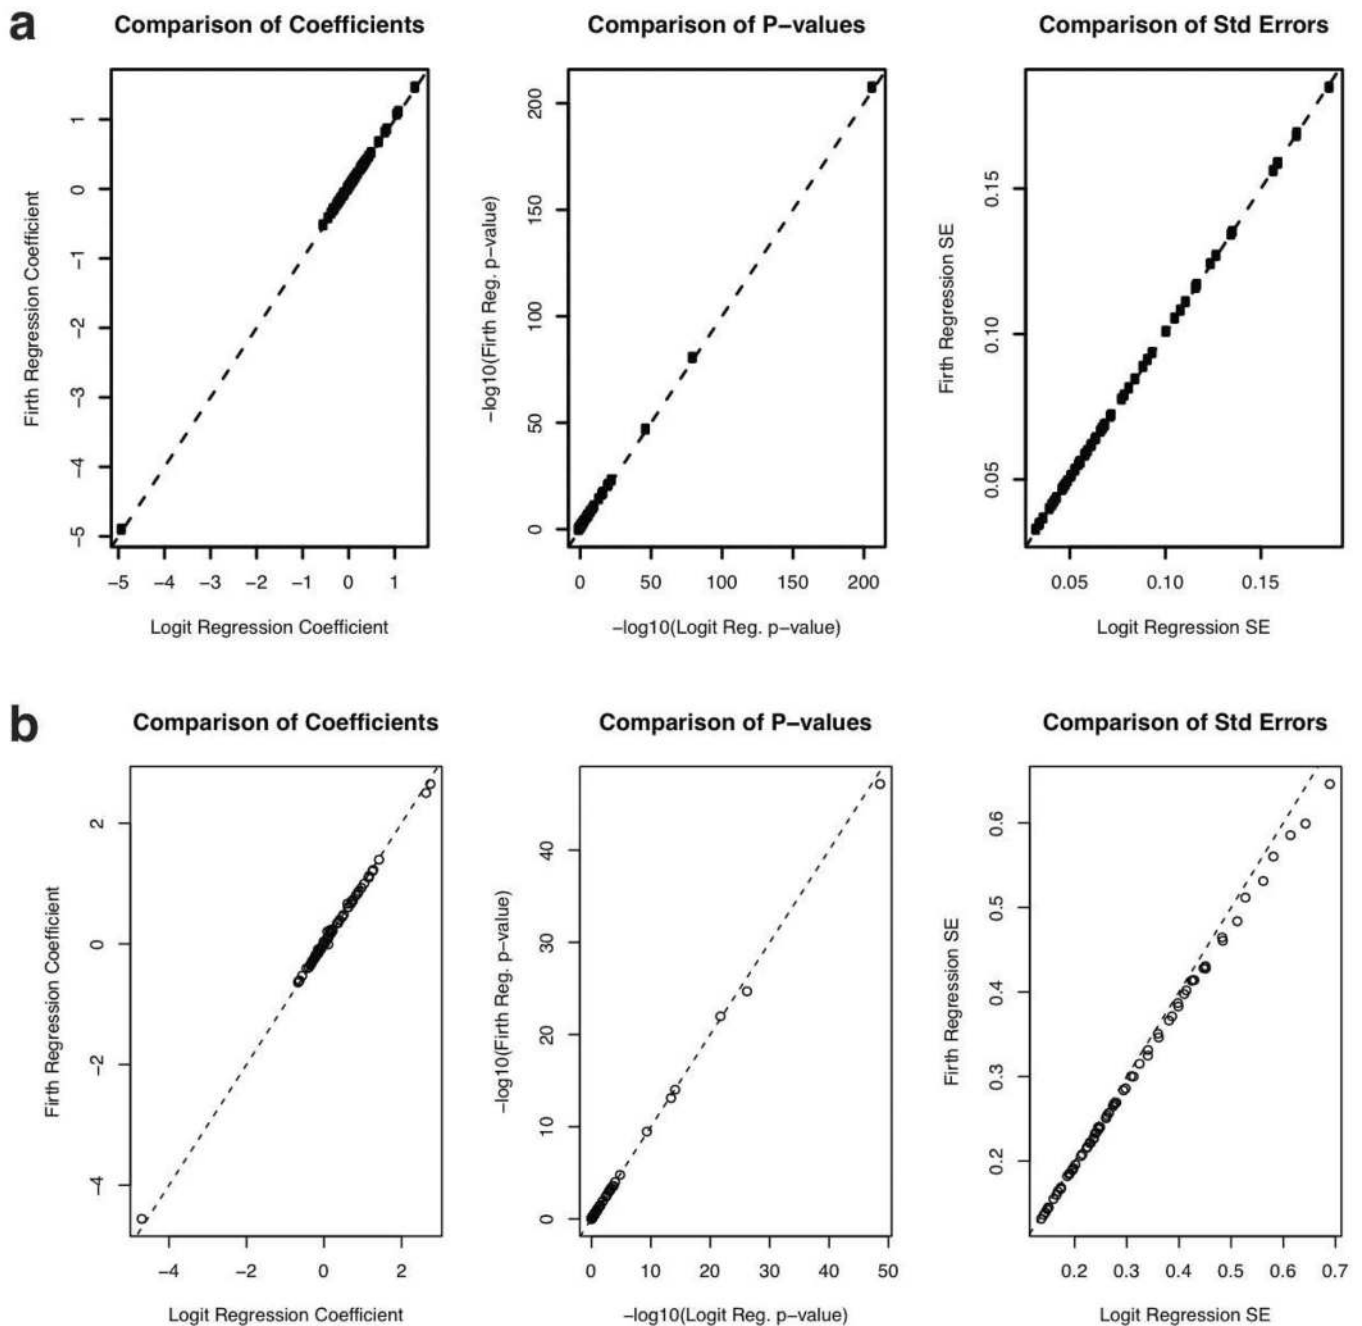 a
Comparison of Coefficients
Firth Regression Coefficient
1
0
−1
−2
−3
−4
−5
−5 −4 −3 −2 −1 0 1
Logit Regression Coefficient
Comparison of P−values
−log10(Firth Reg. p−value)
200
150
100
50
0
0 50 100 150 200
−log10(Logit Reg. p−value)
Comparison of Std Errors
Firth Regression SE
0.15
0.10
0.05
0.05 0.10 0.15
Logit Regression SE
b
Comparison of Coefficients
Firth Regression Coefficient
2
0
−2
−4
−4 −2 0 2
Logit Regression Coefficient
Comparison of P−values
−log10(Firth Reg. p−value)
40
30
20
10
0
0 10 20 30 40 50
−log10(Logit Reg. p−value)
Comparison of Std Errors
Firth Regression SE
0.6
0.5
0.4
0.3
0.2
0.2 0.3 0.4 0.5 0.6 0.7
Logit Regression SE